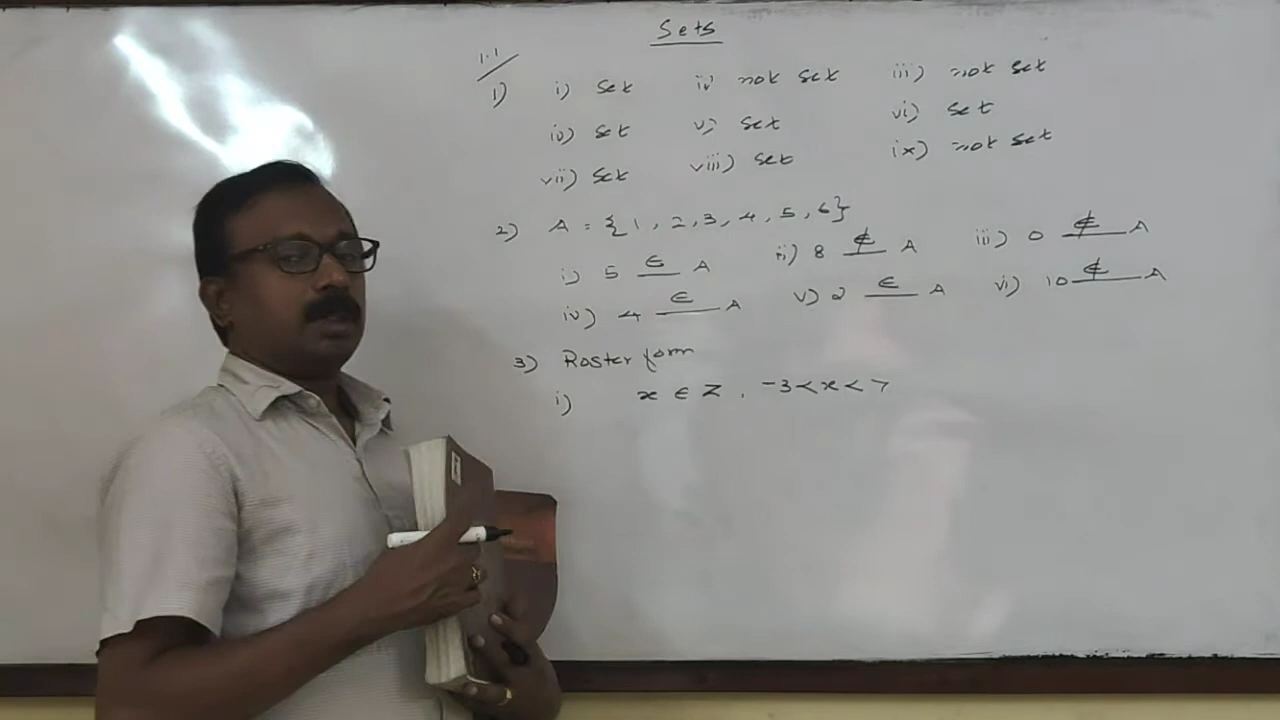 Sets
1.1
1) i) set ii not set iii) not set
iv) set v) set vi) set
vii) set viii) set ix) not set
2) A = {1, 2, 3, 4, 5, 6}
i) 5 ∈ A ii) 8 ∉ A iii) 0 ∉ A
iv) 4 ∈ A v) 2 ∈ A vi) 10 ∉ A
3) Roster form
i) x ∈ Z, -3 < x < 7